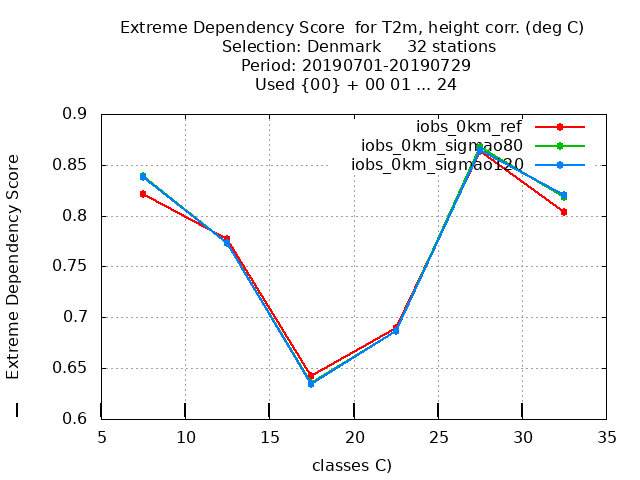 Extreme Dependency Score  for T2m, height corr. (deg C)
Selection: Denmark     32 stations
Period: 20190701-20190729
Used {00} + 00 01 ... 24
iobs_0km_ref
iobs_0km_sigmao80
iobs_0km_sigmao120
Extreme Dependency Score
0.9
0.85
0.8
0.75
0.7
0.65
0.6
5
10
15
20
25
30
35
classes C)